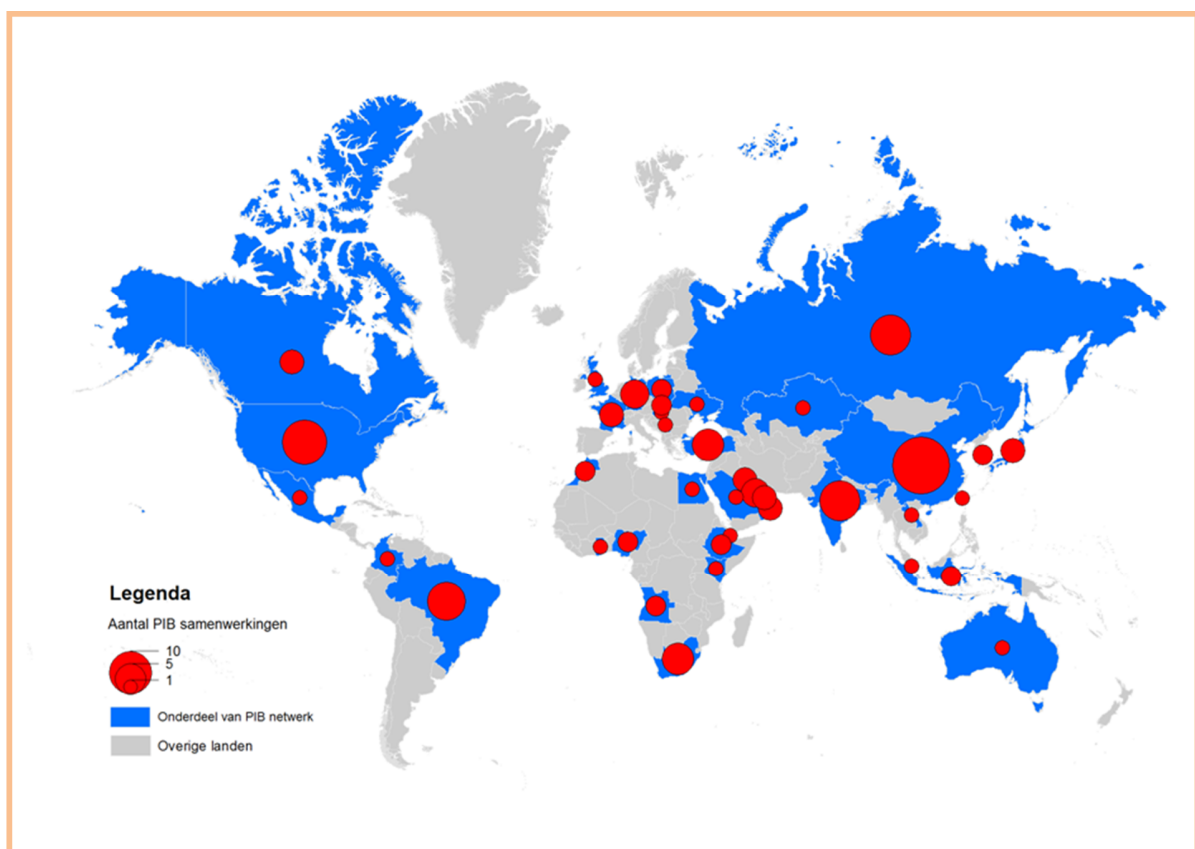 Legenda
Aantal PIB samenwerkingen
10
5
1
Onderdeel van PIB netwerk
Overige landen